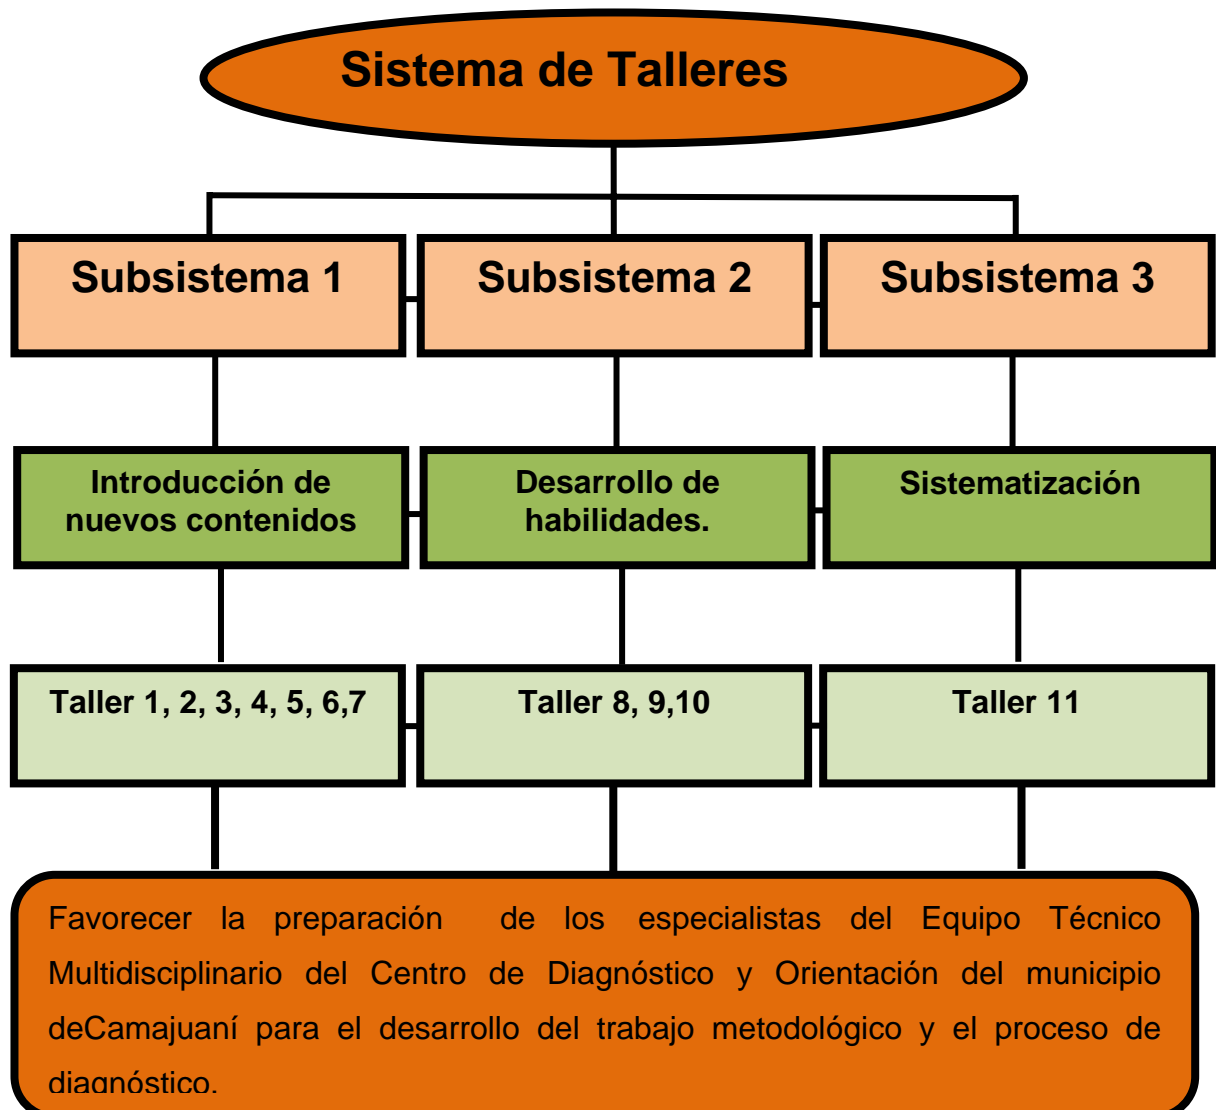 Sistema de Talleres
Subsistema 1
Subsistema 2
Subsistema 3
Introducción de
nuevos contenidos
Desarrollo de
habilidades.
Sistematización
Taller 1, 2, 3, 4, 5, 6,7
Taller 8, 9,10
Taller 11
Favorecer la preparación de los especialistas del Equipo Técnico
Multidisciplinario del Centro de Diagnóstico y Orientación del municipio
deCamajuaní para el desarrollo del trabajo metodológico y el proceso de
diagnóstico.